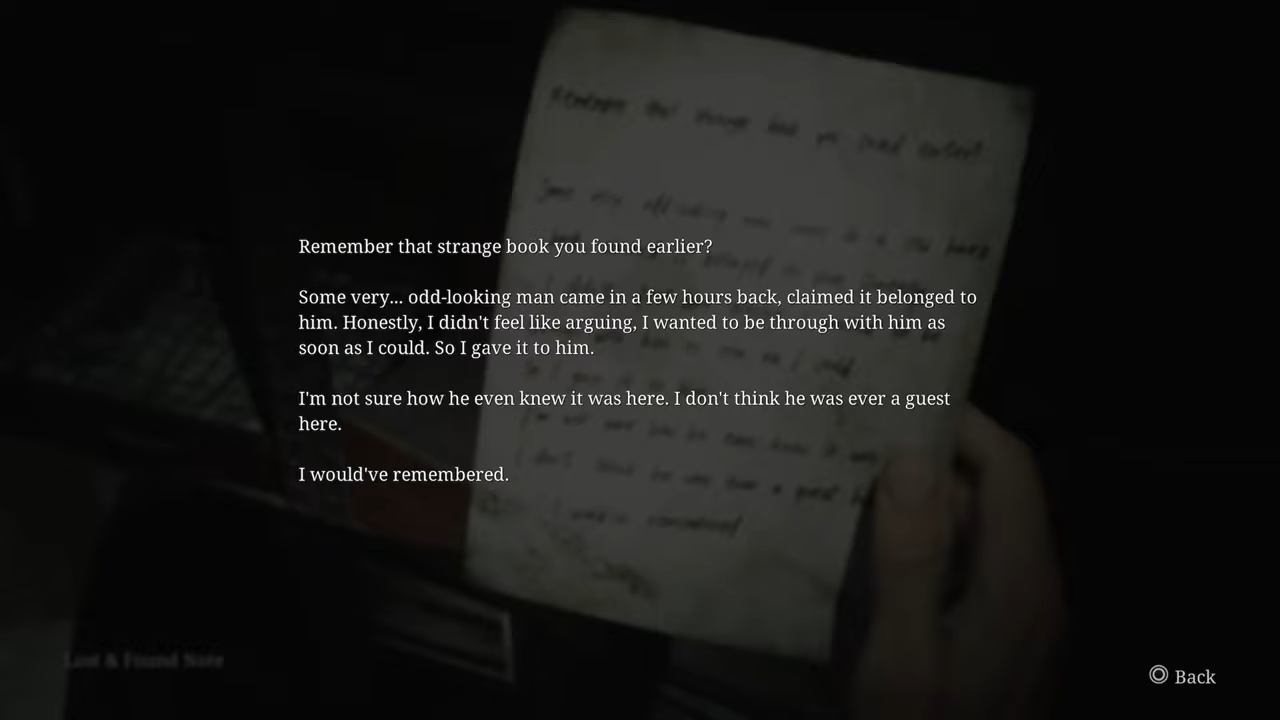 Remember that strange book you found earlier?
Some very... odd-looking man came in a few hours back, claimed it belonged to
him. Honestly, I didn't feel like arguing, I wanted to be through with him as
soon as I could. So I gave it to him.
I'm not sure how he even knew it was here. I don't think he was ever a guest
here.
I would've remembered.
Lost & Found Note
Back